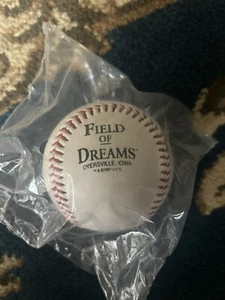 FIELD
OF
DREAMS
DYERSVILLE, IOWA